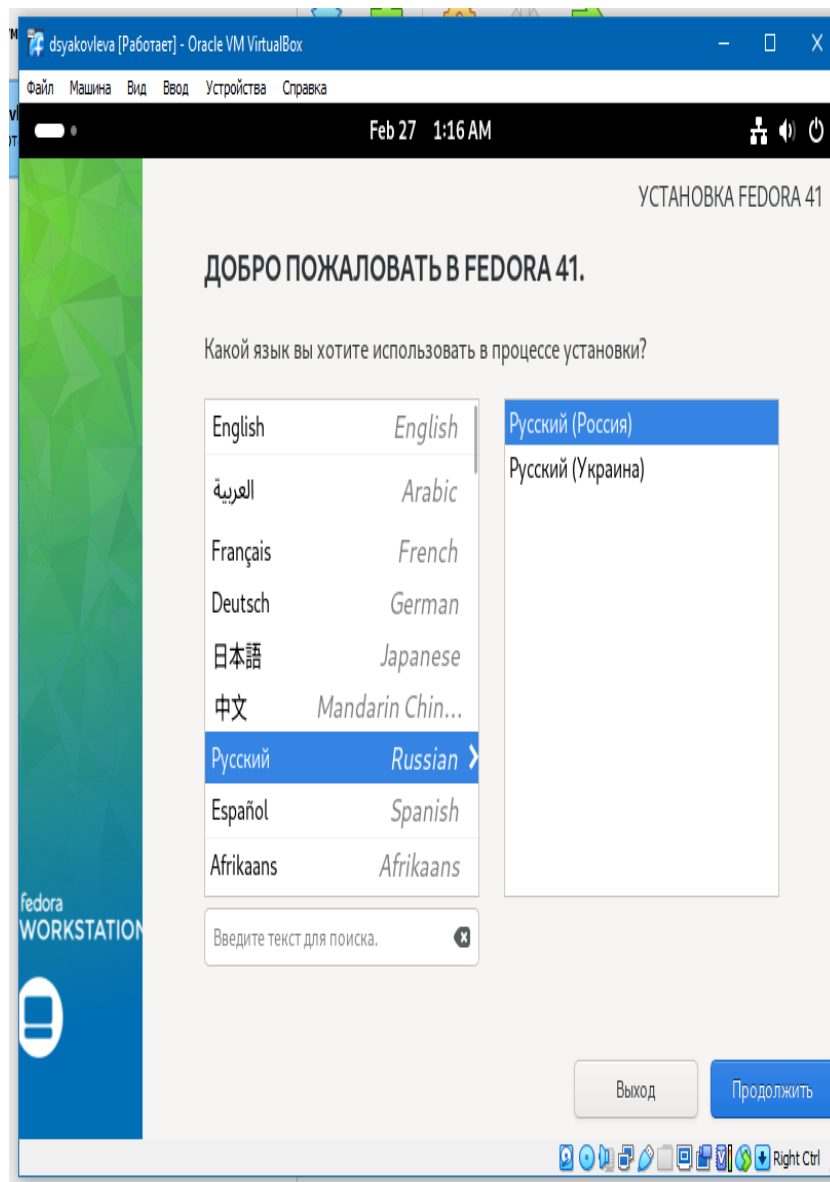 dsyakovleva [Работает] - Oracle VM VirtualBox
Файл Машина Вид Ввод Устройства Справка
Feb 27 1:16 AM
УСТАНОВКА FEDORA 41
ДОБРО ПОЖАЛОВАТЬ В FEDORA 41.
Какой язык вы хотите использовать в процессе установки?
English English
العربية Arabic
Français French
Deutsch German
日本語 Japanese
中文 Mandarin Chin...
Русский Russian
Español Spanish
Afrikaans Afrikaans
Русский (Россия)
Русский (Украина)
Введите текст для поиска.
fedora
WORKSTATION
Выход Продолжить
Right Ctrl